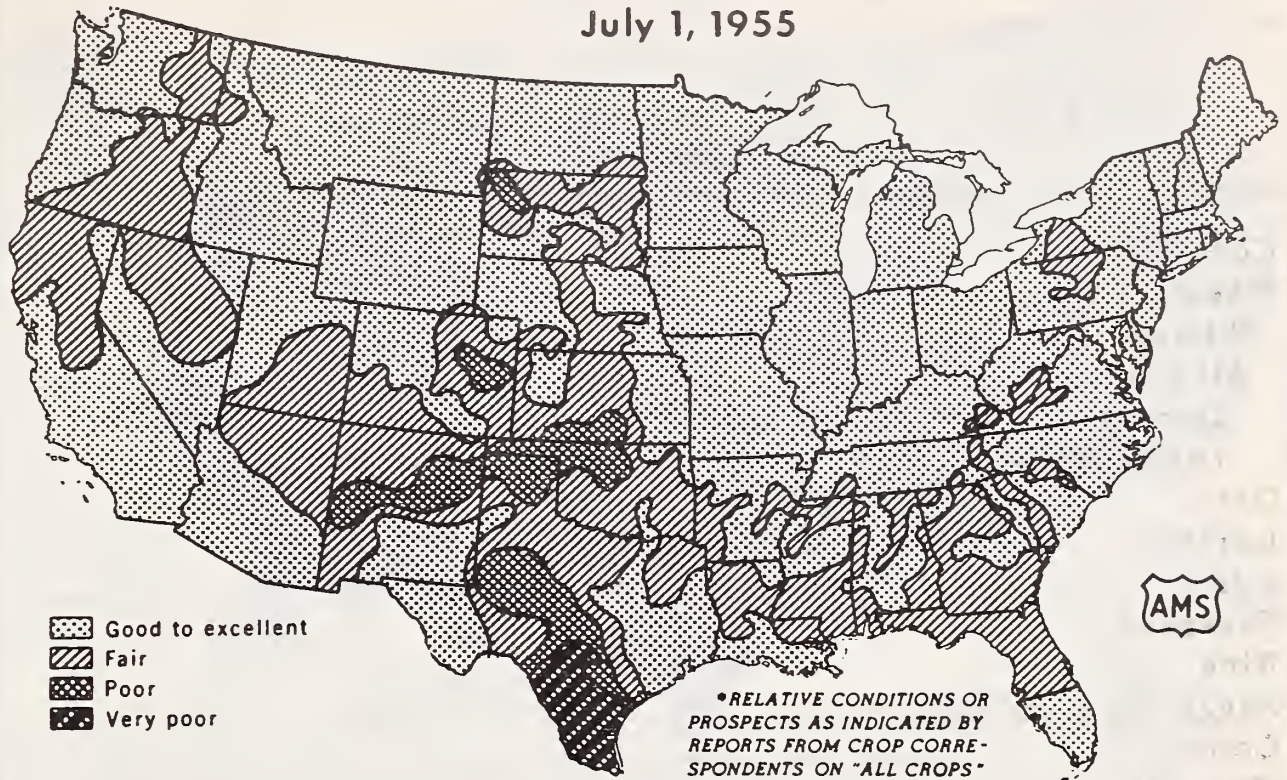 July 1, 1955
Good to excellent
Fair
Poor
Very poor
AMS
*RELATIVE CONDITIONS OR
PROSPECTS AS INDICATED BY
REPORTS FROM CROP CORRE-
SPONDENTS ON "ALL CROPS"